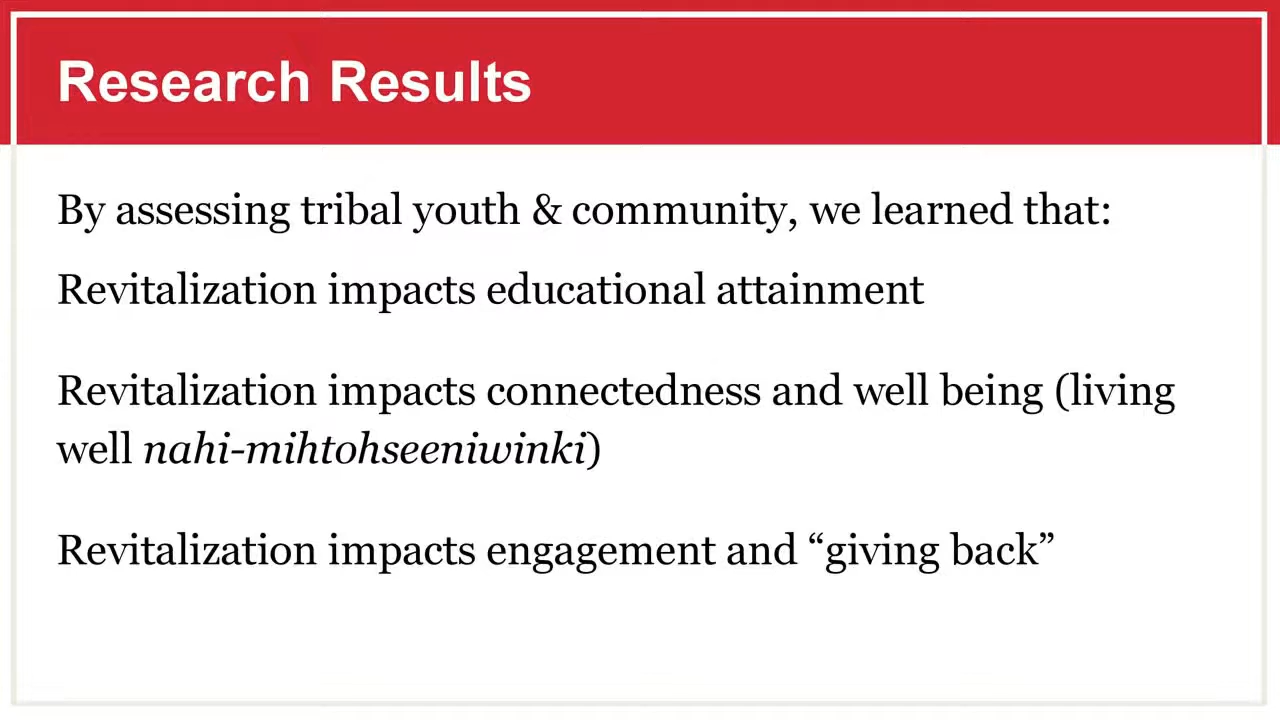 Research Results
By assessing tribal youth & community, we learned that:
Revitalization impacts educational attainment
Revitalization impacts connectedness and well being (living
well nahi-mihtohseeniwinki)
Revitalization impacts engagement and “giving back”